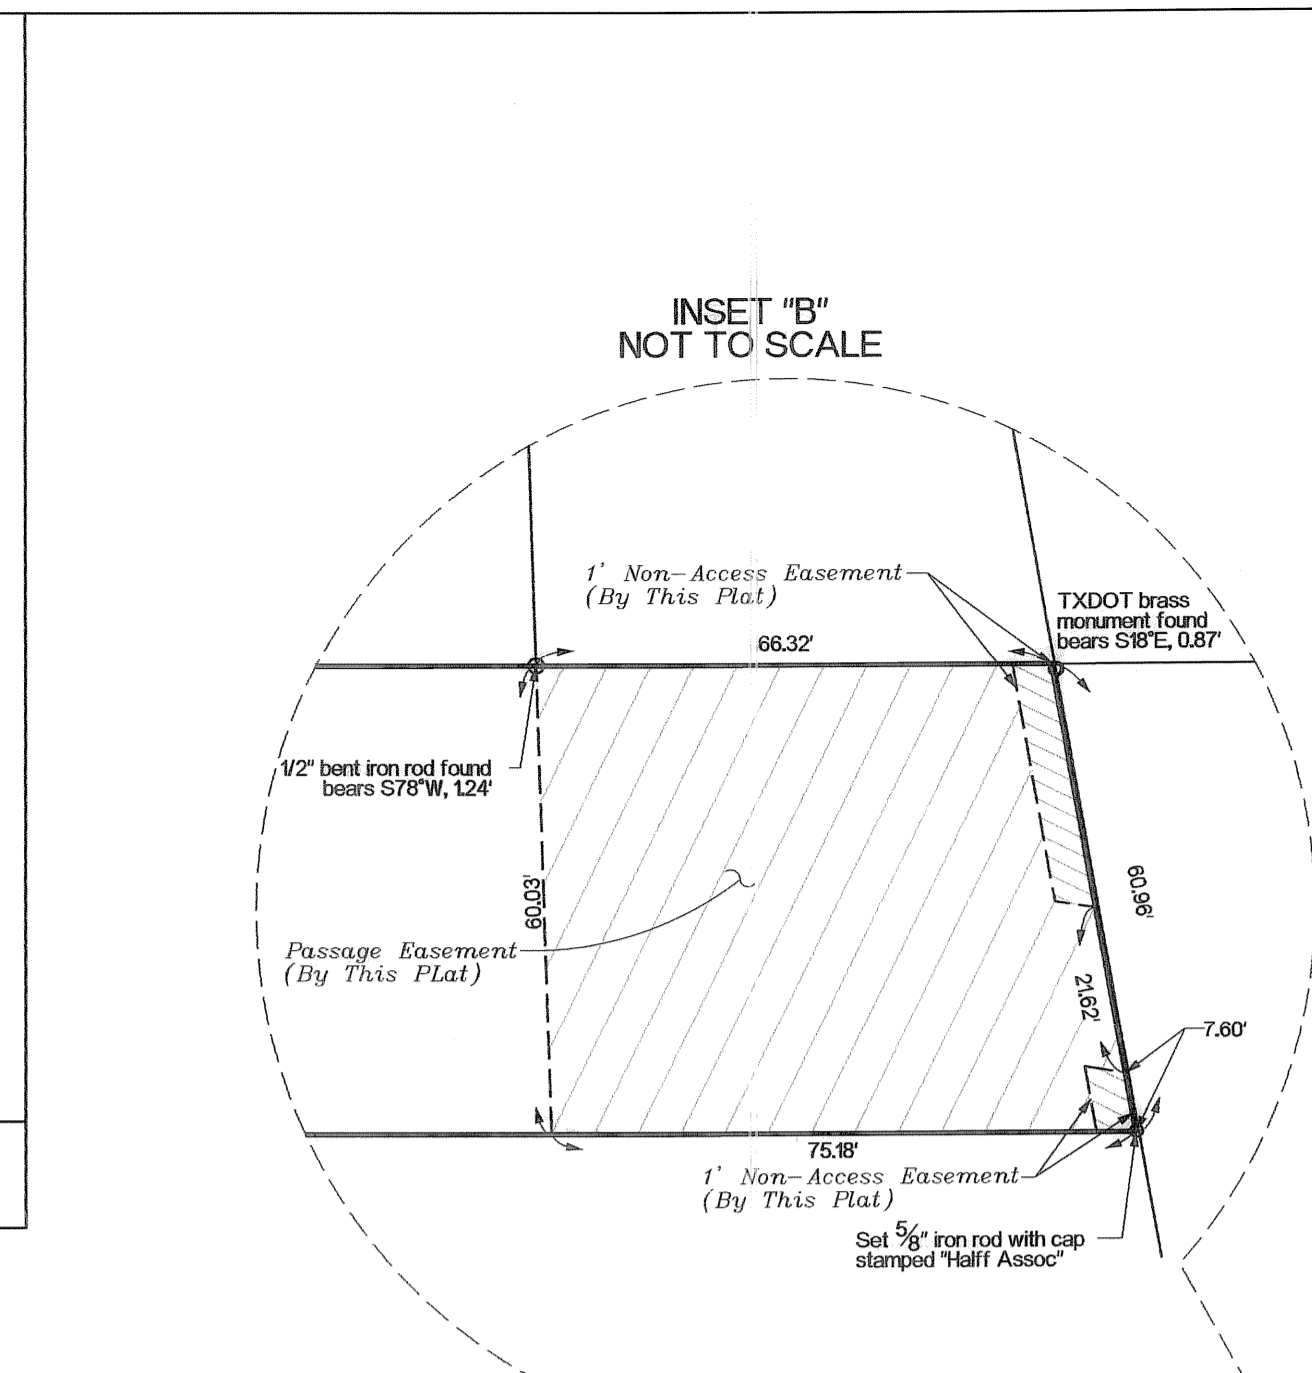 INSET "B"
NOT TO SCALE
1' Non-Access Easement
(By This Plat)
TXDOT brass
monument found
bears S18°E, 0.87'
66.32'
1/2" bent iron rod found
bears S78°W, 1.24'
60.03'
60.96'
Passage Easement
(By This PLat)
21.62'
7.60'
75.18'
1' Non-Access Easement
(By This Plat)
Set 5/8" iron rod with cap
stamped "Halff Assoc"